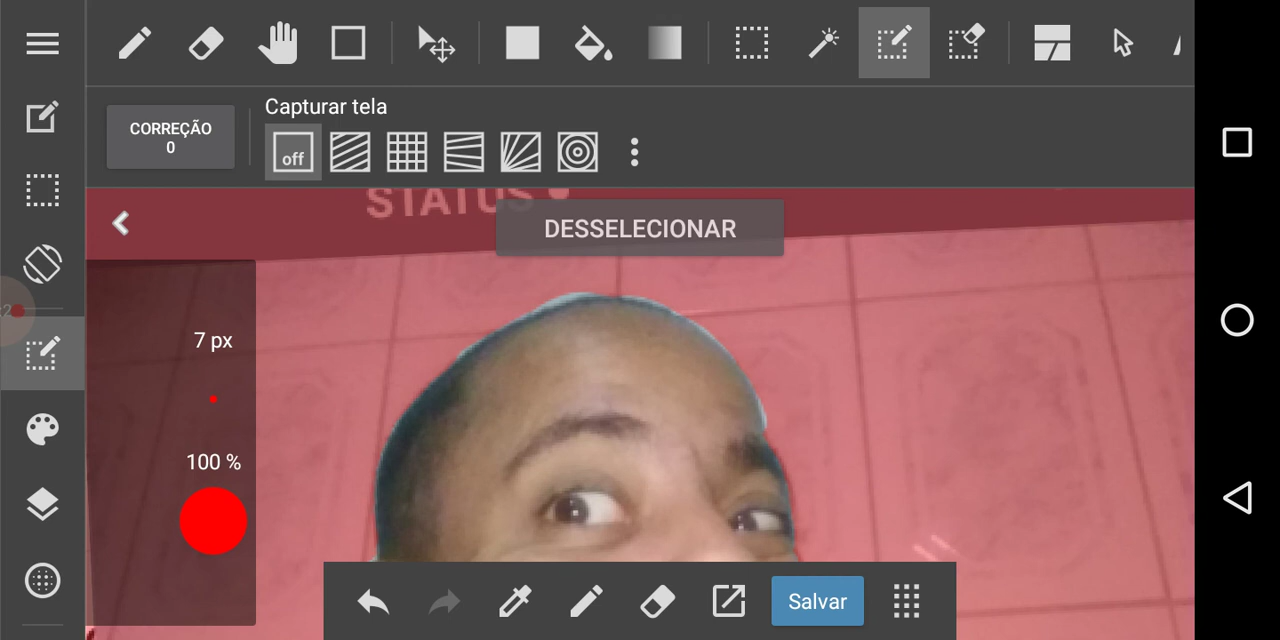 Capturar tela
CORREÇÃO
0
off
STATUS
DESSELECIONAR
7 px
100 %
Salvar